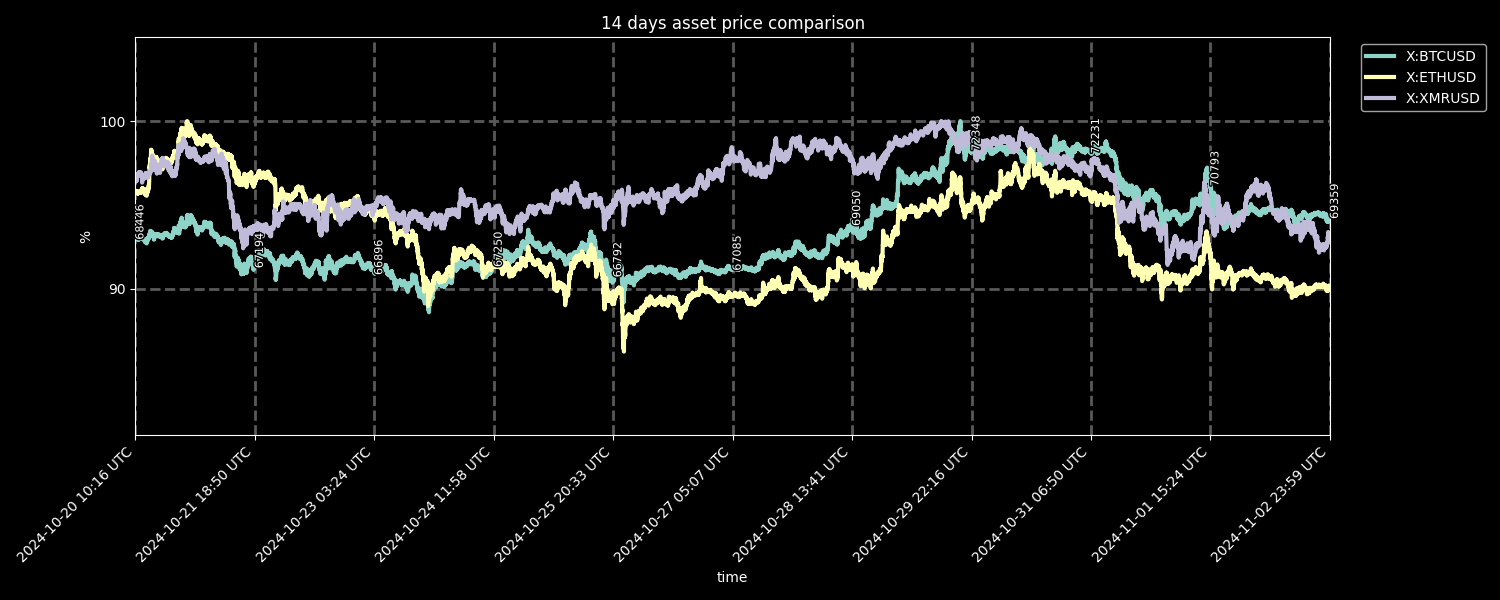 14 days asset price comparison
X:BTCUSD
X:ETHUSD
X:XMRUSD
100
90
%
68446
67194
66896
67250
66792
67085
69050
72348
72231
70793
69359
2024-10-20 10:16 UTC
2024-10-21 18:50 UTC
2024-10-23 03:24 UTC
2024-10-24 11:58 UTC
2024-10-25 20:33 UTC
2024-10-27 05:07 UTC
2024-10-28 13:41 UTC
2024-10-29 22:16 UTC
2024-10-31 06:50 UTC
2024-11-01 15:24 UTC
2024-11-02 23:59 UTC
time